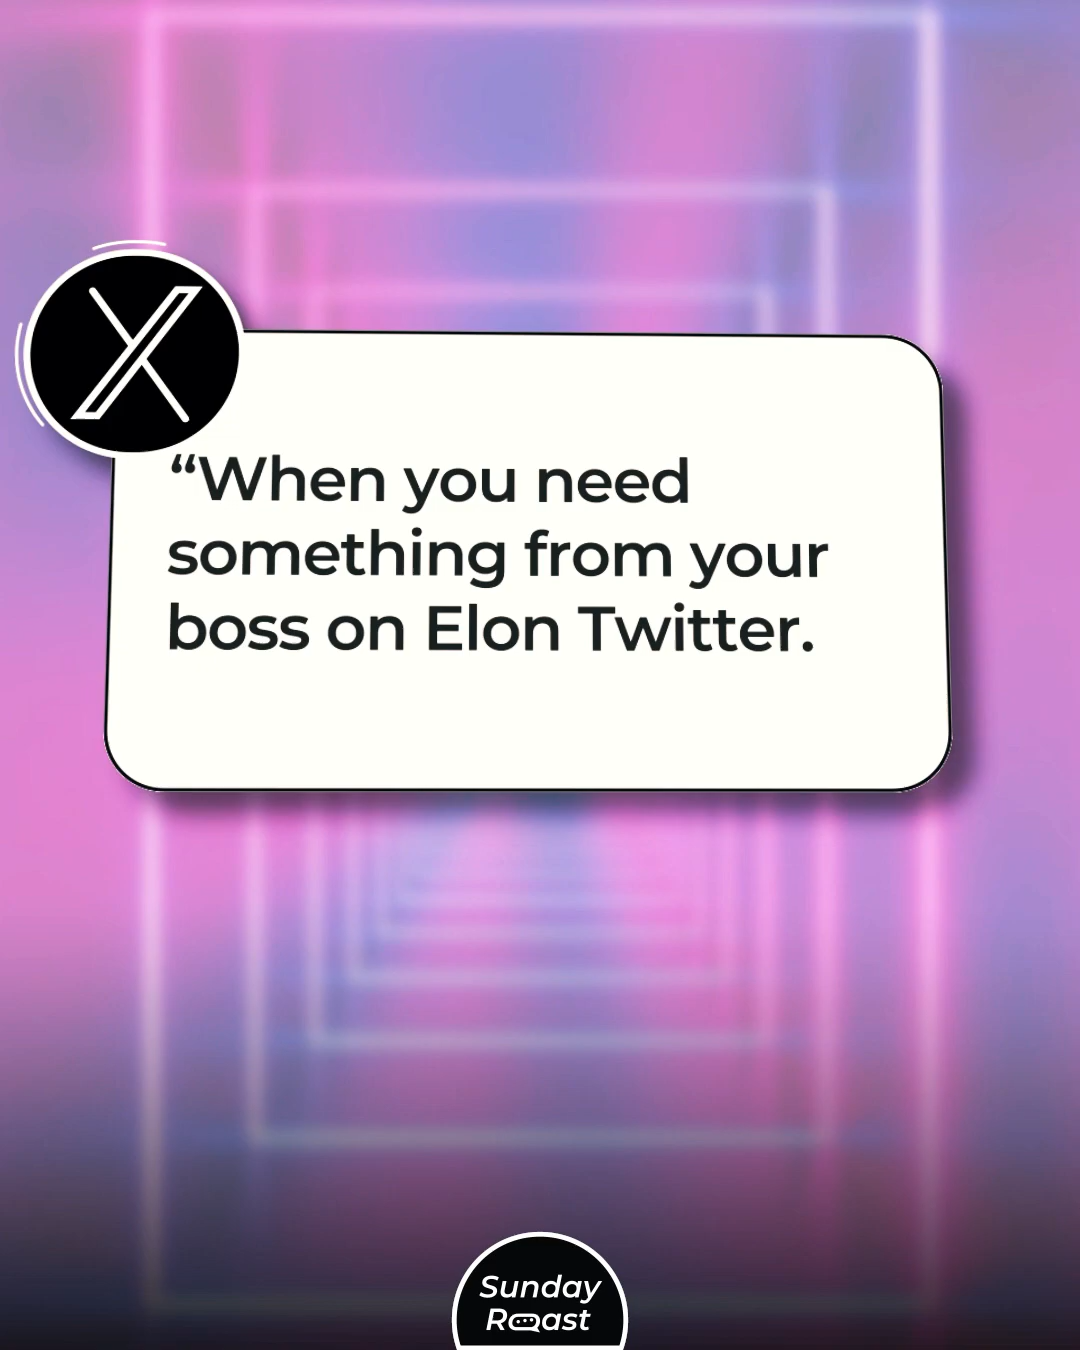 “When you need
something from your
boss on Elon Twitter.
Sunday
Roast